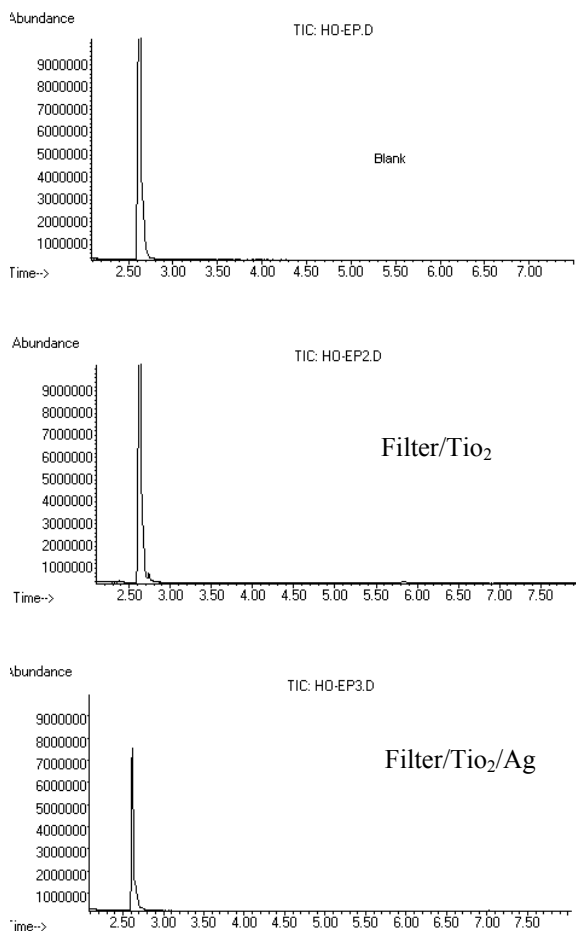 Abundance
TIC: HO-EP.D
9000000
8000000
7000000
6000000
5000000
4000000
3000000
2000000
1000000
Blank
2.50 3.00 3.50 4.00 4.50 5.00 5.50 6.00 6.50 7.00
Time-->
Abundance
TIC: HO-EP2.D
9000000
8000000
7000000
6000000
5000000
4000000
3000000
2000000
1000000
Filter/Tio₂
2.50 3.00 3.50 4.00 4.50 5.00 5.50 6.00 6.50 7.00 7.50
Time-->
Abundance
TIC: HO-EP3.D
9000000
8000000
7000000
6000000
5000000
4000000
3000000
2000000
1000000
Filter/Tio₂/Ag
2.50 3.00 3.50 4.00 4.50 5.00 5.50 6.00 6.50 7.00 7.50
Time-->